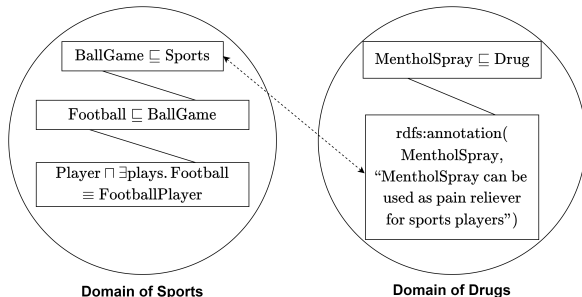 BallGame ⊑ Sports
Football ⊑ BallGame
Player ⊓ ∃plays. Football
≡ FootballPlayer
Domain of Sports
MentholSpray ⊑ Drug
rdfs:annotation(
MentholSpray,
“MentholSpray can be
used as pain reliever
for sports players”)
Domain of Drugs